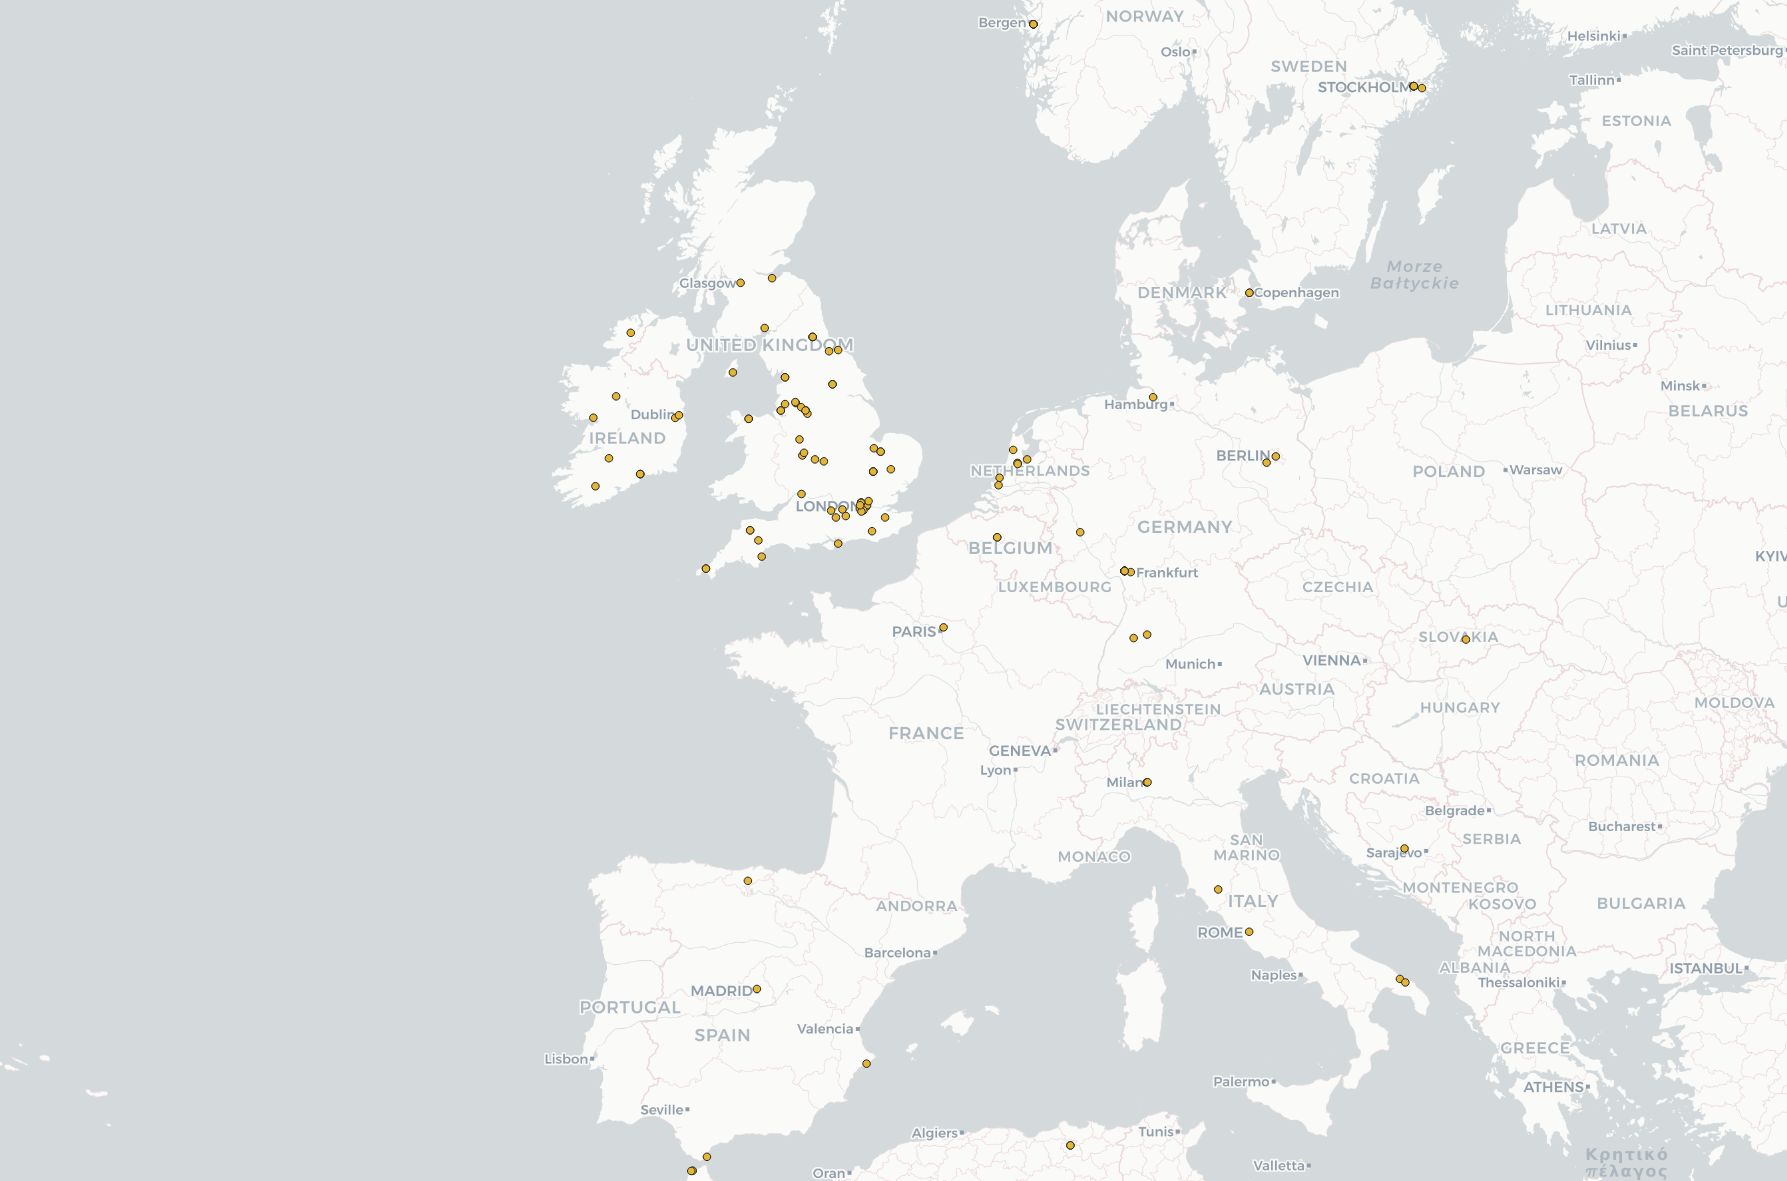 Bergen
NORWAY
Oslo
Helsinki
Saint Petersburg
SWEDEN
STOCKHOLM
Tallinn
ESTONIA
LATVIA
Morze
Bałtyckie
Glasgow
DENMARK
Copenhagen
LITHUANIA
UNITED KINGDOM
Vilnius
Minsk
BELARUS
Hamburg
Dublin
IRELAND
BERLIN
NETHERLANDS
POLAND
Warsaw
LONDON
GERMANY
BELGIUM
KYIV
Frankfurt
LUXEMBOURG
CZECHIA
U
PARIS
SLOVAKIA
Munich
VIENNA
AUSTRIA
LIECHTENSTEIN
HUNGARY
MOLDOVA
SWITZERLAND
FRANCE
GENEVA
ROMANIA
Lyon
Milan
CROATIA
Belgrade
Bucharest
SAN
MARINO
SERBIA
MONACO
Sarajevo
MONTENEGRO
KOSOVO
ANDORRA
ITALY
BULGARIA
ROME
NORTH
MACEDONIA
Barcelona
ALBANIA
ISTANBUL
Naples
Thessaloniki
MADRID
PORTUGAL
SPAIN
Valencia
GREECE
Lisbon
Palermo
ATHENS
Seville
Algiers
Tunis
Κρητικό
πέλαγος
Oran
Valletta